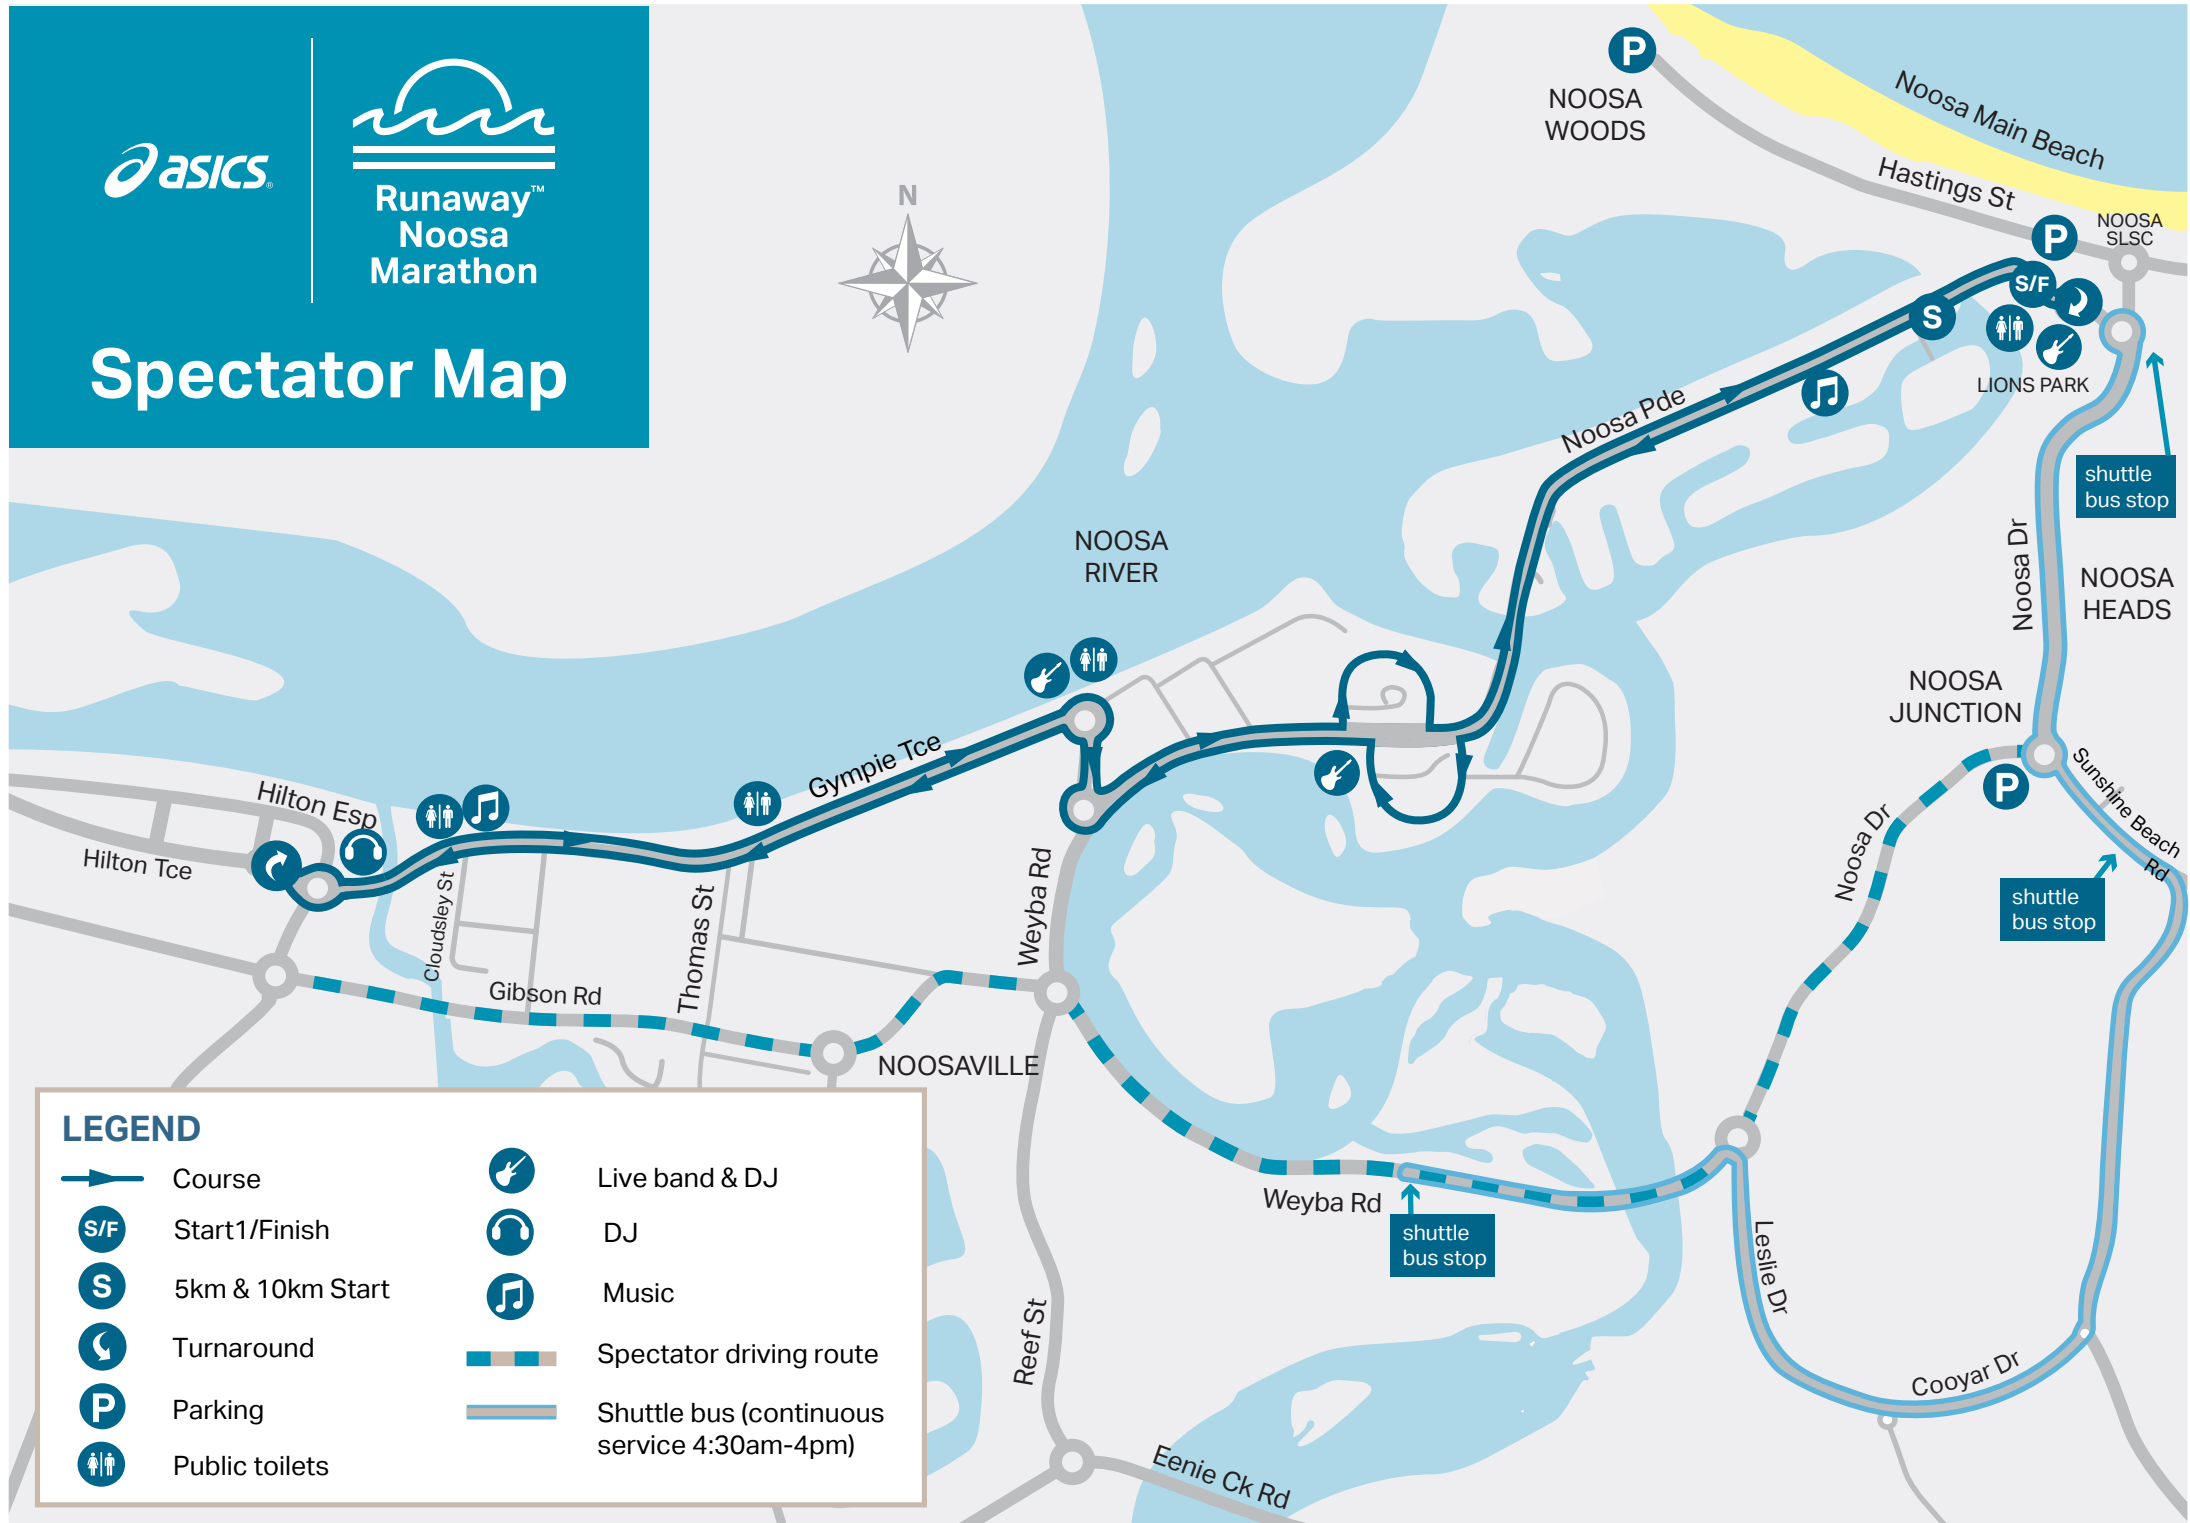 asics®
Runaway™
Noosa
Marathon
Spectator Map
N
P
NOOSA
WOODS
Noosa Main Beach
Hastings St
P
NOOSA
SLSC
S/F
S
LIONS PARK
Noosa Pde
shuttle
bus stop
NOOSA
RIVER
Noosa Dr
NOOSA
HEADS
NOOSA
JUNCTION
P
Sunshine Beach
Rd
Gympie Tce
Hilton Esp
Hilton Tce
Cloudsley St
Thomas St
Weyba Rd
Noosa Dr
shuttle
bus stop
Gibson Rd
NOOSAVILLE
Weyba Rd
shuttle
bus stop
Leslie Dr
Reef St
Cooyar Dr
Eenie Ck Rd
LEGEND
Course
S/F Start1/Finish
S 5km & 10km Start
Turnaround
P Parking
Public toilets
Live band & DJ
DJ
Music
Spectator driving route
Shuttle bus (continuous
service 4:30am-4pm)